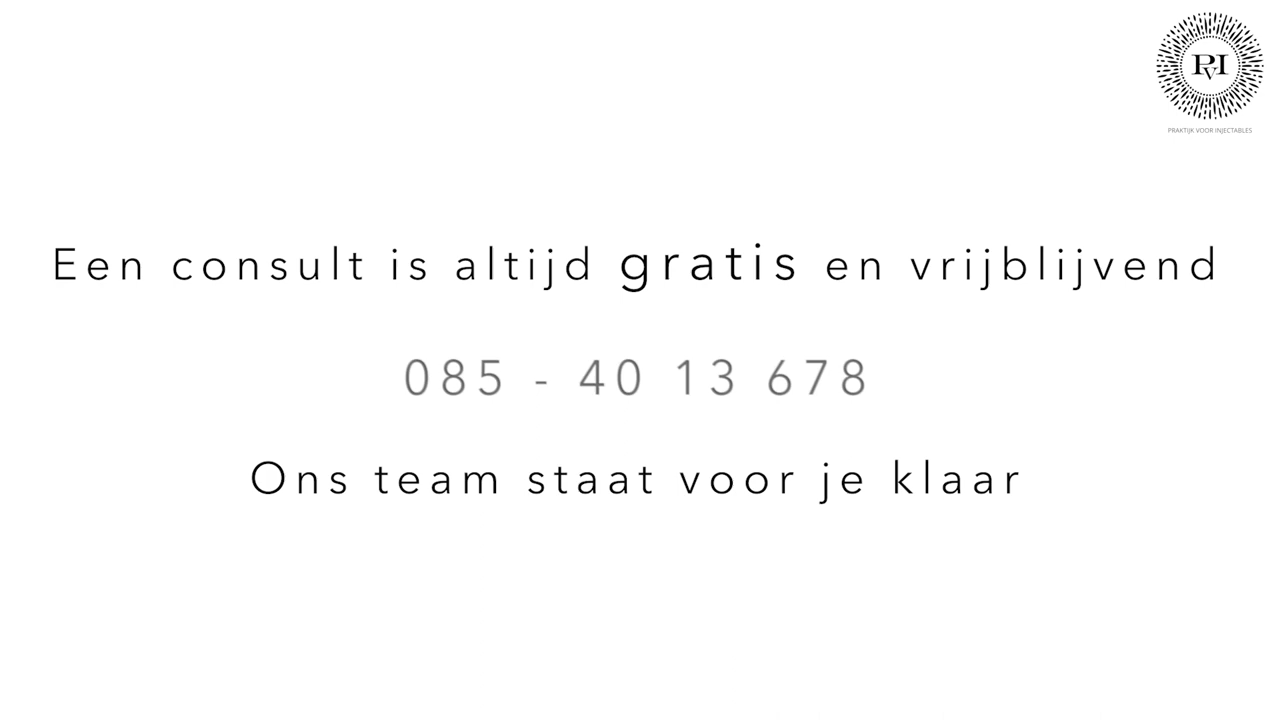 PvI
PRAKTIJK VOOR INJECTABLES
Een consult is altijd gratis en vrijblijvend
085 - 40 13 678
Ons team staat voor je klaar